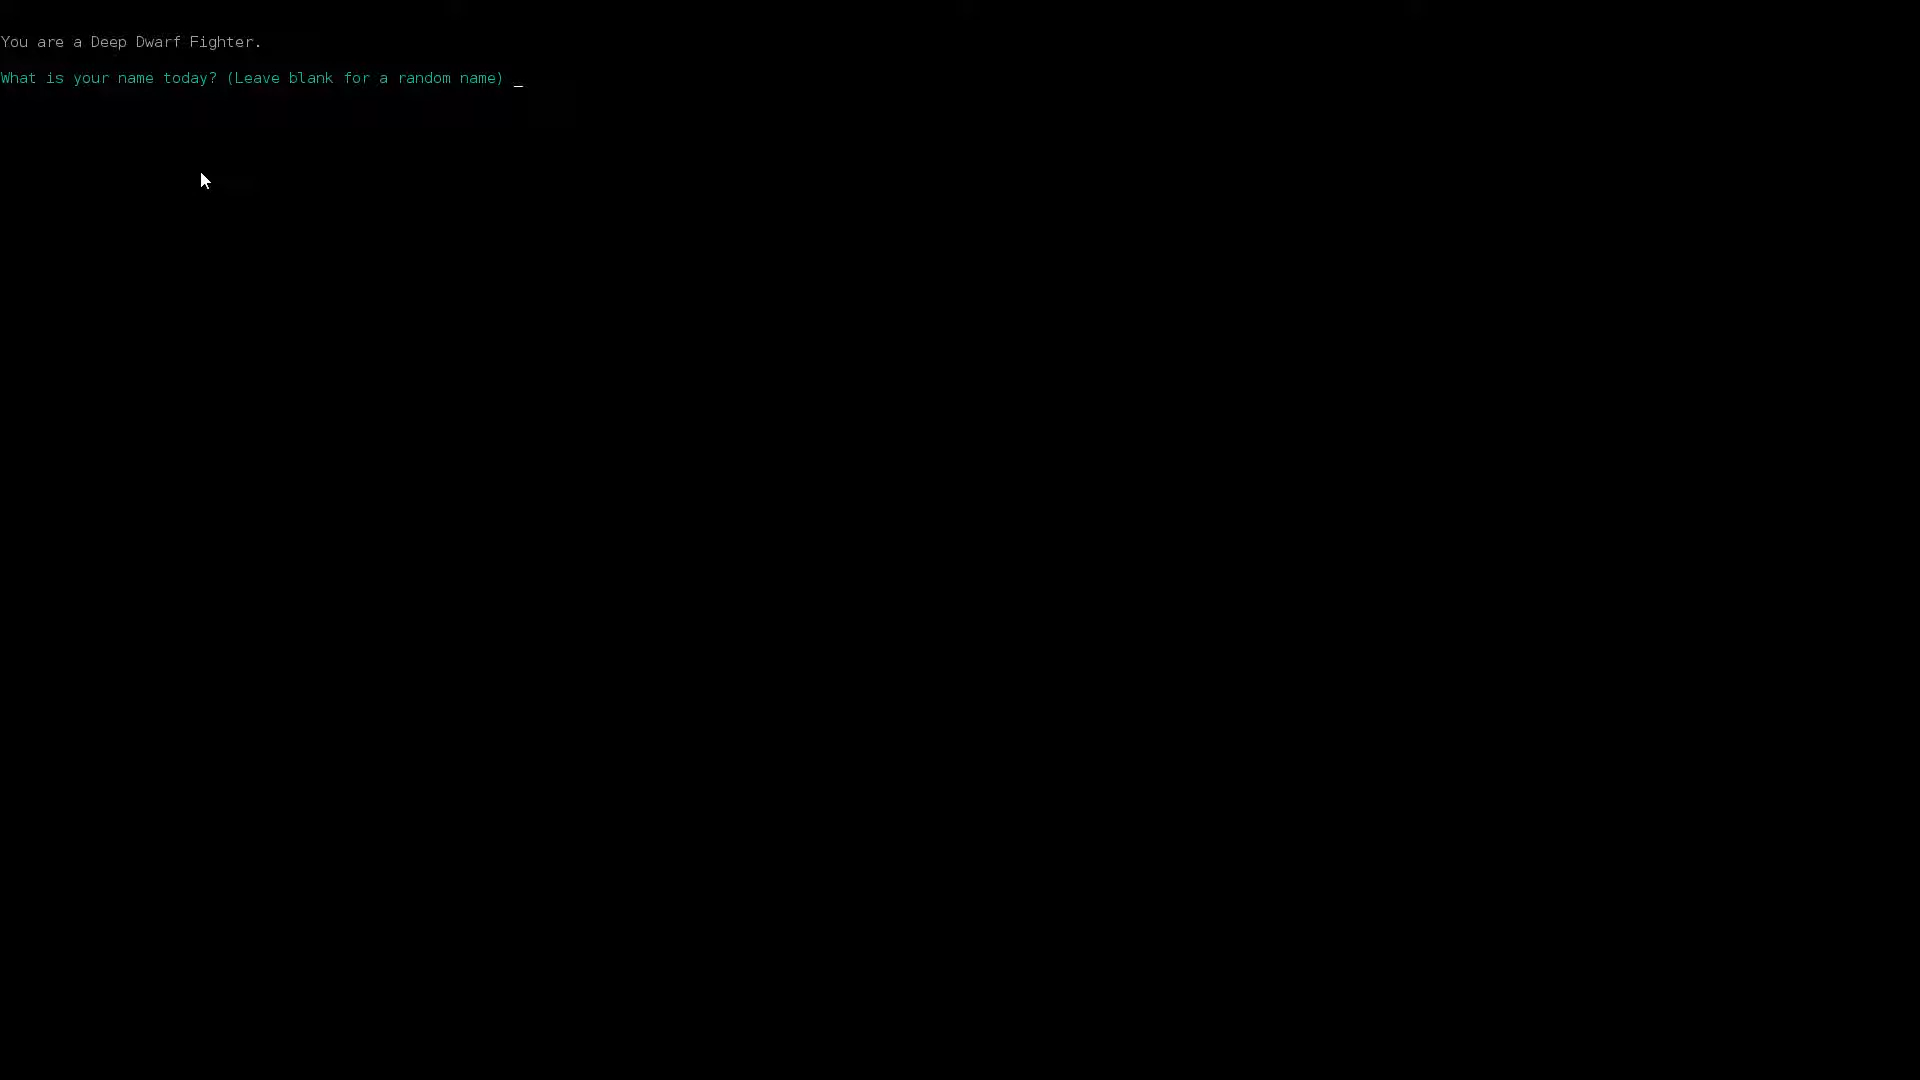 You are a Deep Dwarf Fighter.
What is your name today? (Leave blank for a random name) _